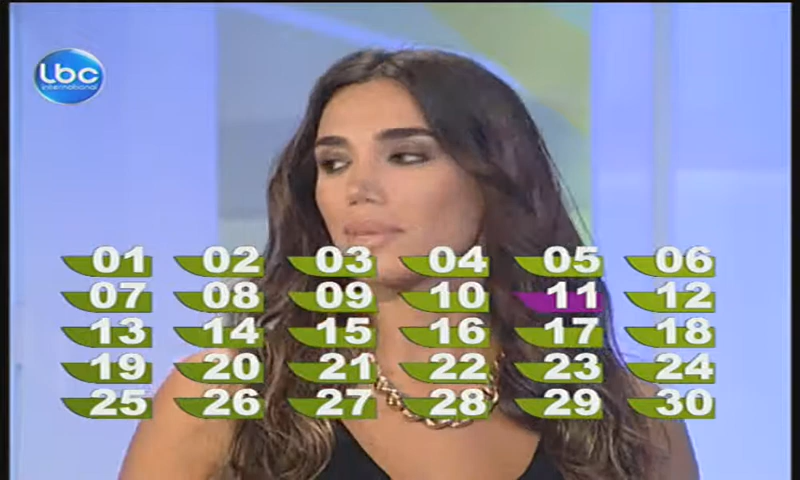 lbc
international
01 02 03 04 05 06
07 08 09 10 11 12
13 14 15 16 17 18
19 20 21 22 23 24
25 26 27 28 29 30